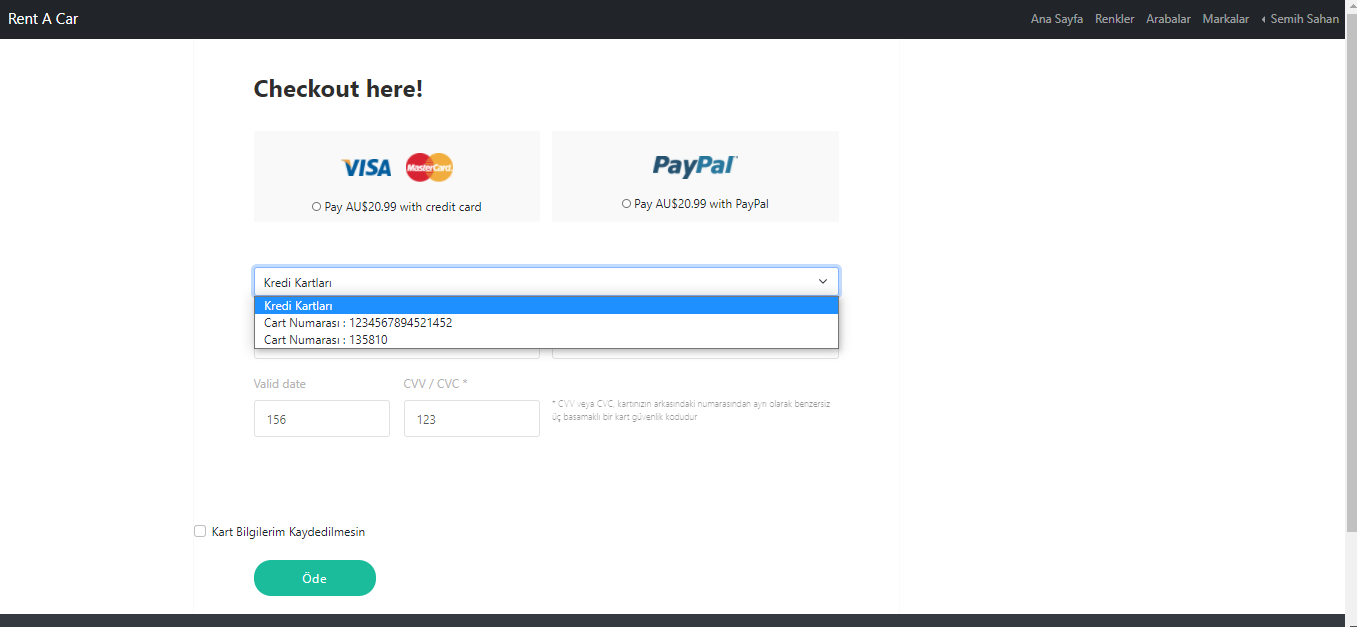 Rent A Car
Ana Sayfa Renkler Arabalar Markalar Semih Sahan
Checkout here!
VISA MasterCard PayPal
Pay AU$20.99 with credit card
Pay AU$20.99 with PayPal
Kredi Kartları
Kredi Kartları
Cart Numarası : 1234567894521452
Cart Numarası : 135810
Valid date CVV / CVC *
156 123
* CVV veya CVC, kartınızın arkasındaki numarasından ayrı olarak benzersiz
üç basamaklı bir kart güvenlik kodudur
Kart Bilgilerim Kaydedilmesin
Öde